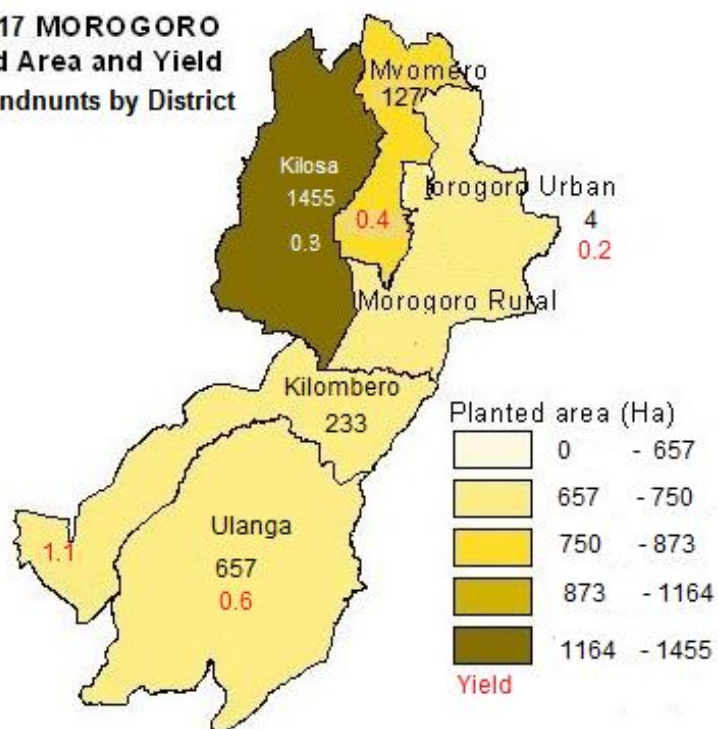 17 MOROGORO
d Area and Yield
ndnunts by District
Mvomero
127
Kilosa
1455
0.3
0.4
orogoro Urban
4
0.2
Morogoro Rural
Kilombero
233
1.1
Ulanga
657
0.6
Planted area (Ha)
0 - 657
657 - 750
750 - 873
873 - 1164
1164 - 1455
Yield